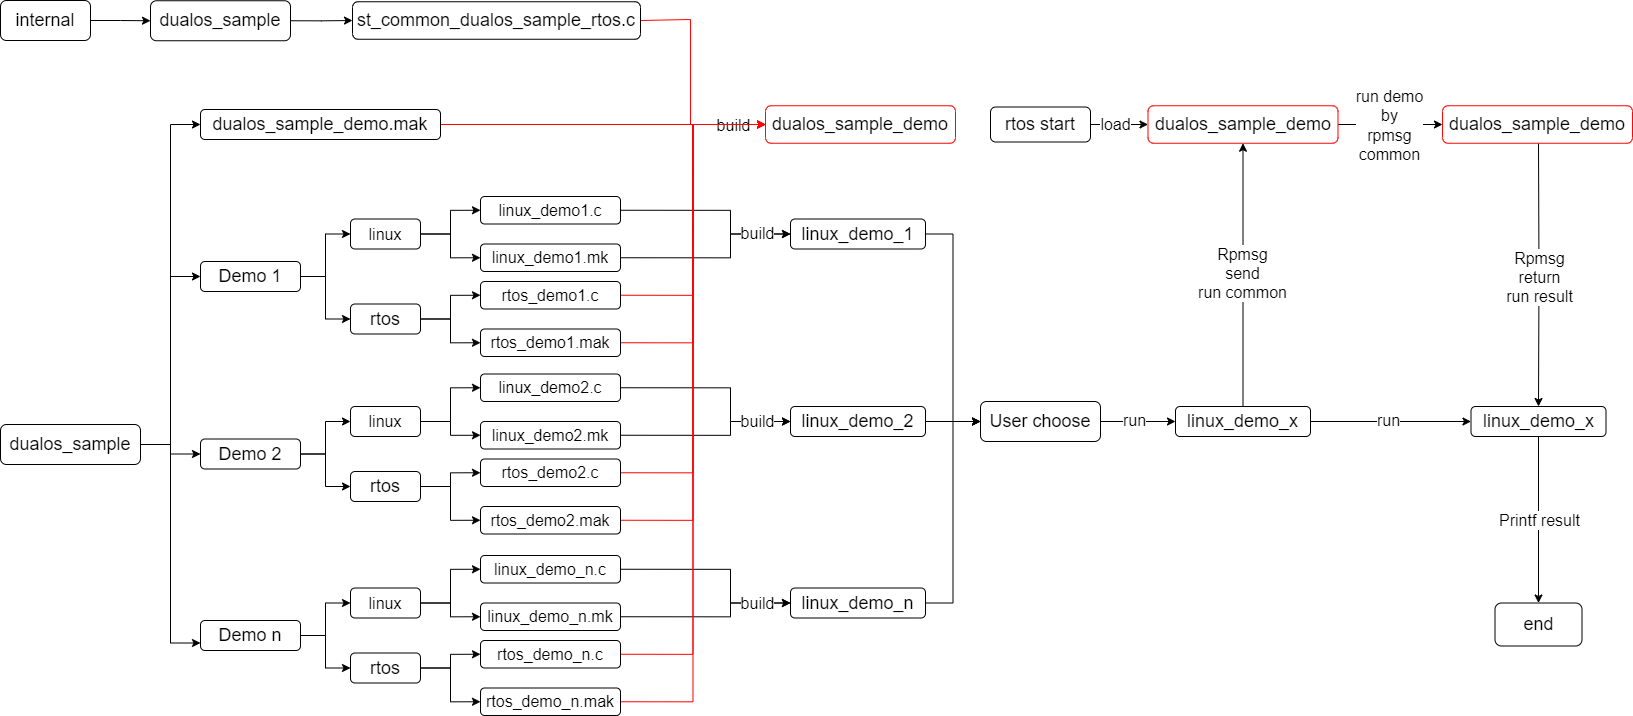 internal
dualos_sample
st_common_dualos_sample_rtos.c
dualos_sample_demo.mak
build
dualos_sample_demo
rtos start
load
dualos_sample_demo
run demo
by
rpmsg
common
dualos_sample_demo
linux_demo1.c
linux
linux_demo1.mk
build
linux_demo_1
Demo 1
rtos_demo1.c
rtos
rtos_demo1.mak
Rpmsg
send
run common
Rpmsg
return
run result
linux_demo2.c
linux
linux_demo2.mk
build
linux_demo_2
User choose
run
linux_demo_x
run
linux_demo_x
dualos_sample
Demo 2
rtos_demo2.c
rtos
rtos_demo2.mak
Printf result
linux_demo_n.c
linux
linux_demo_n.mk
build
linux_demo_n
end
Demo n
rtos_demo_n.c
rtos
rtos_demo_n.mak